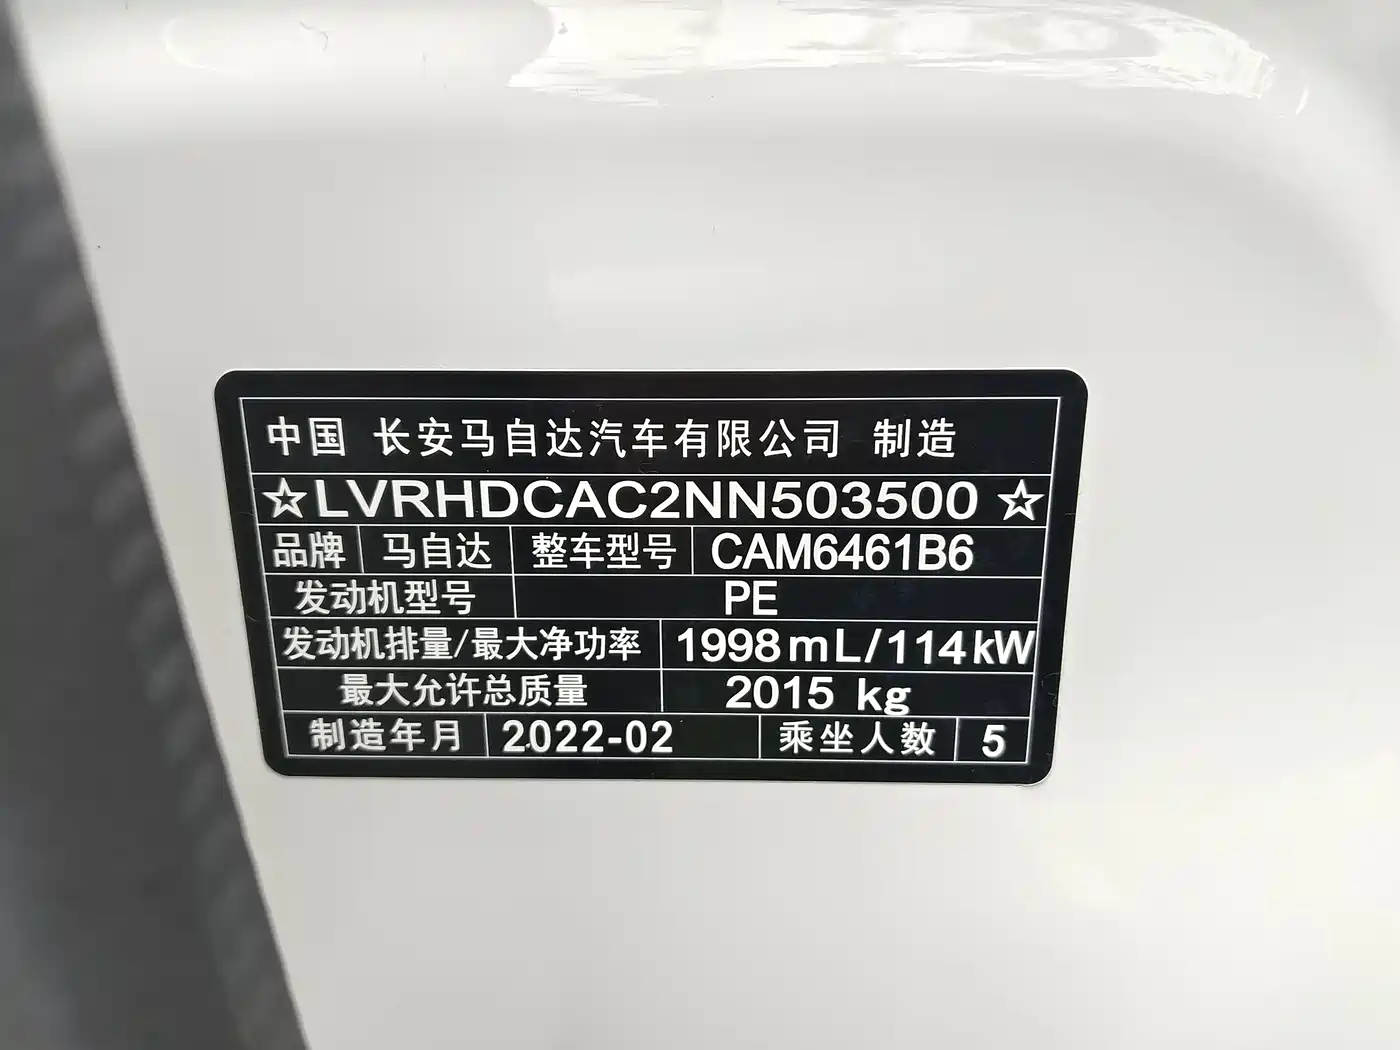 中国 长安马自达汽车有限公司 制造
☆LVRHDCAC2NN503500☆
品牌 马自达 整车型号 CAM6461B6
发动机型号 PE
发动机排量/最大净功率 1998mL/114kW
最大允许总质量 2015 kg
制造年月 2022-02 乘坐人数 5